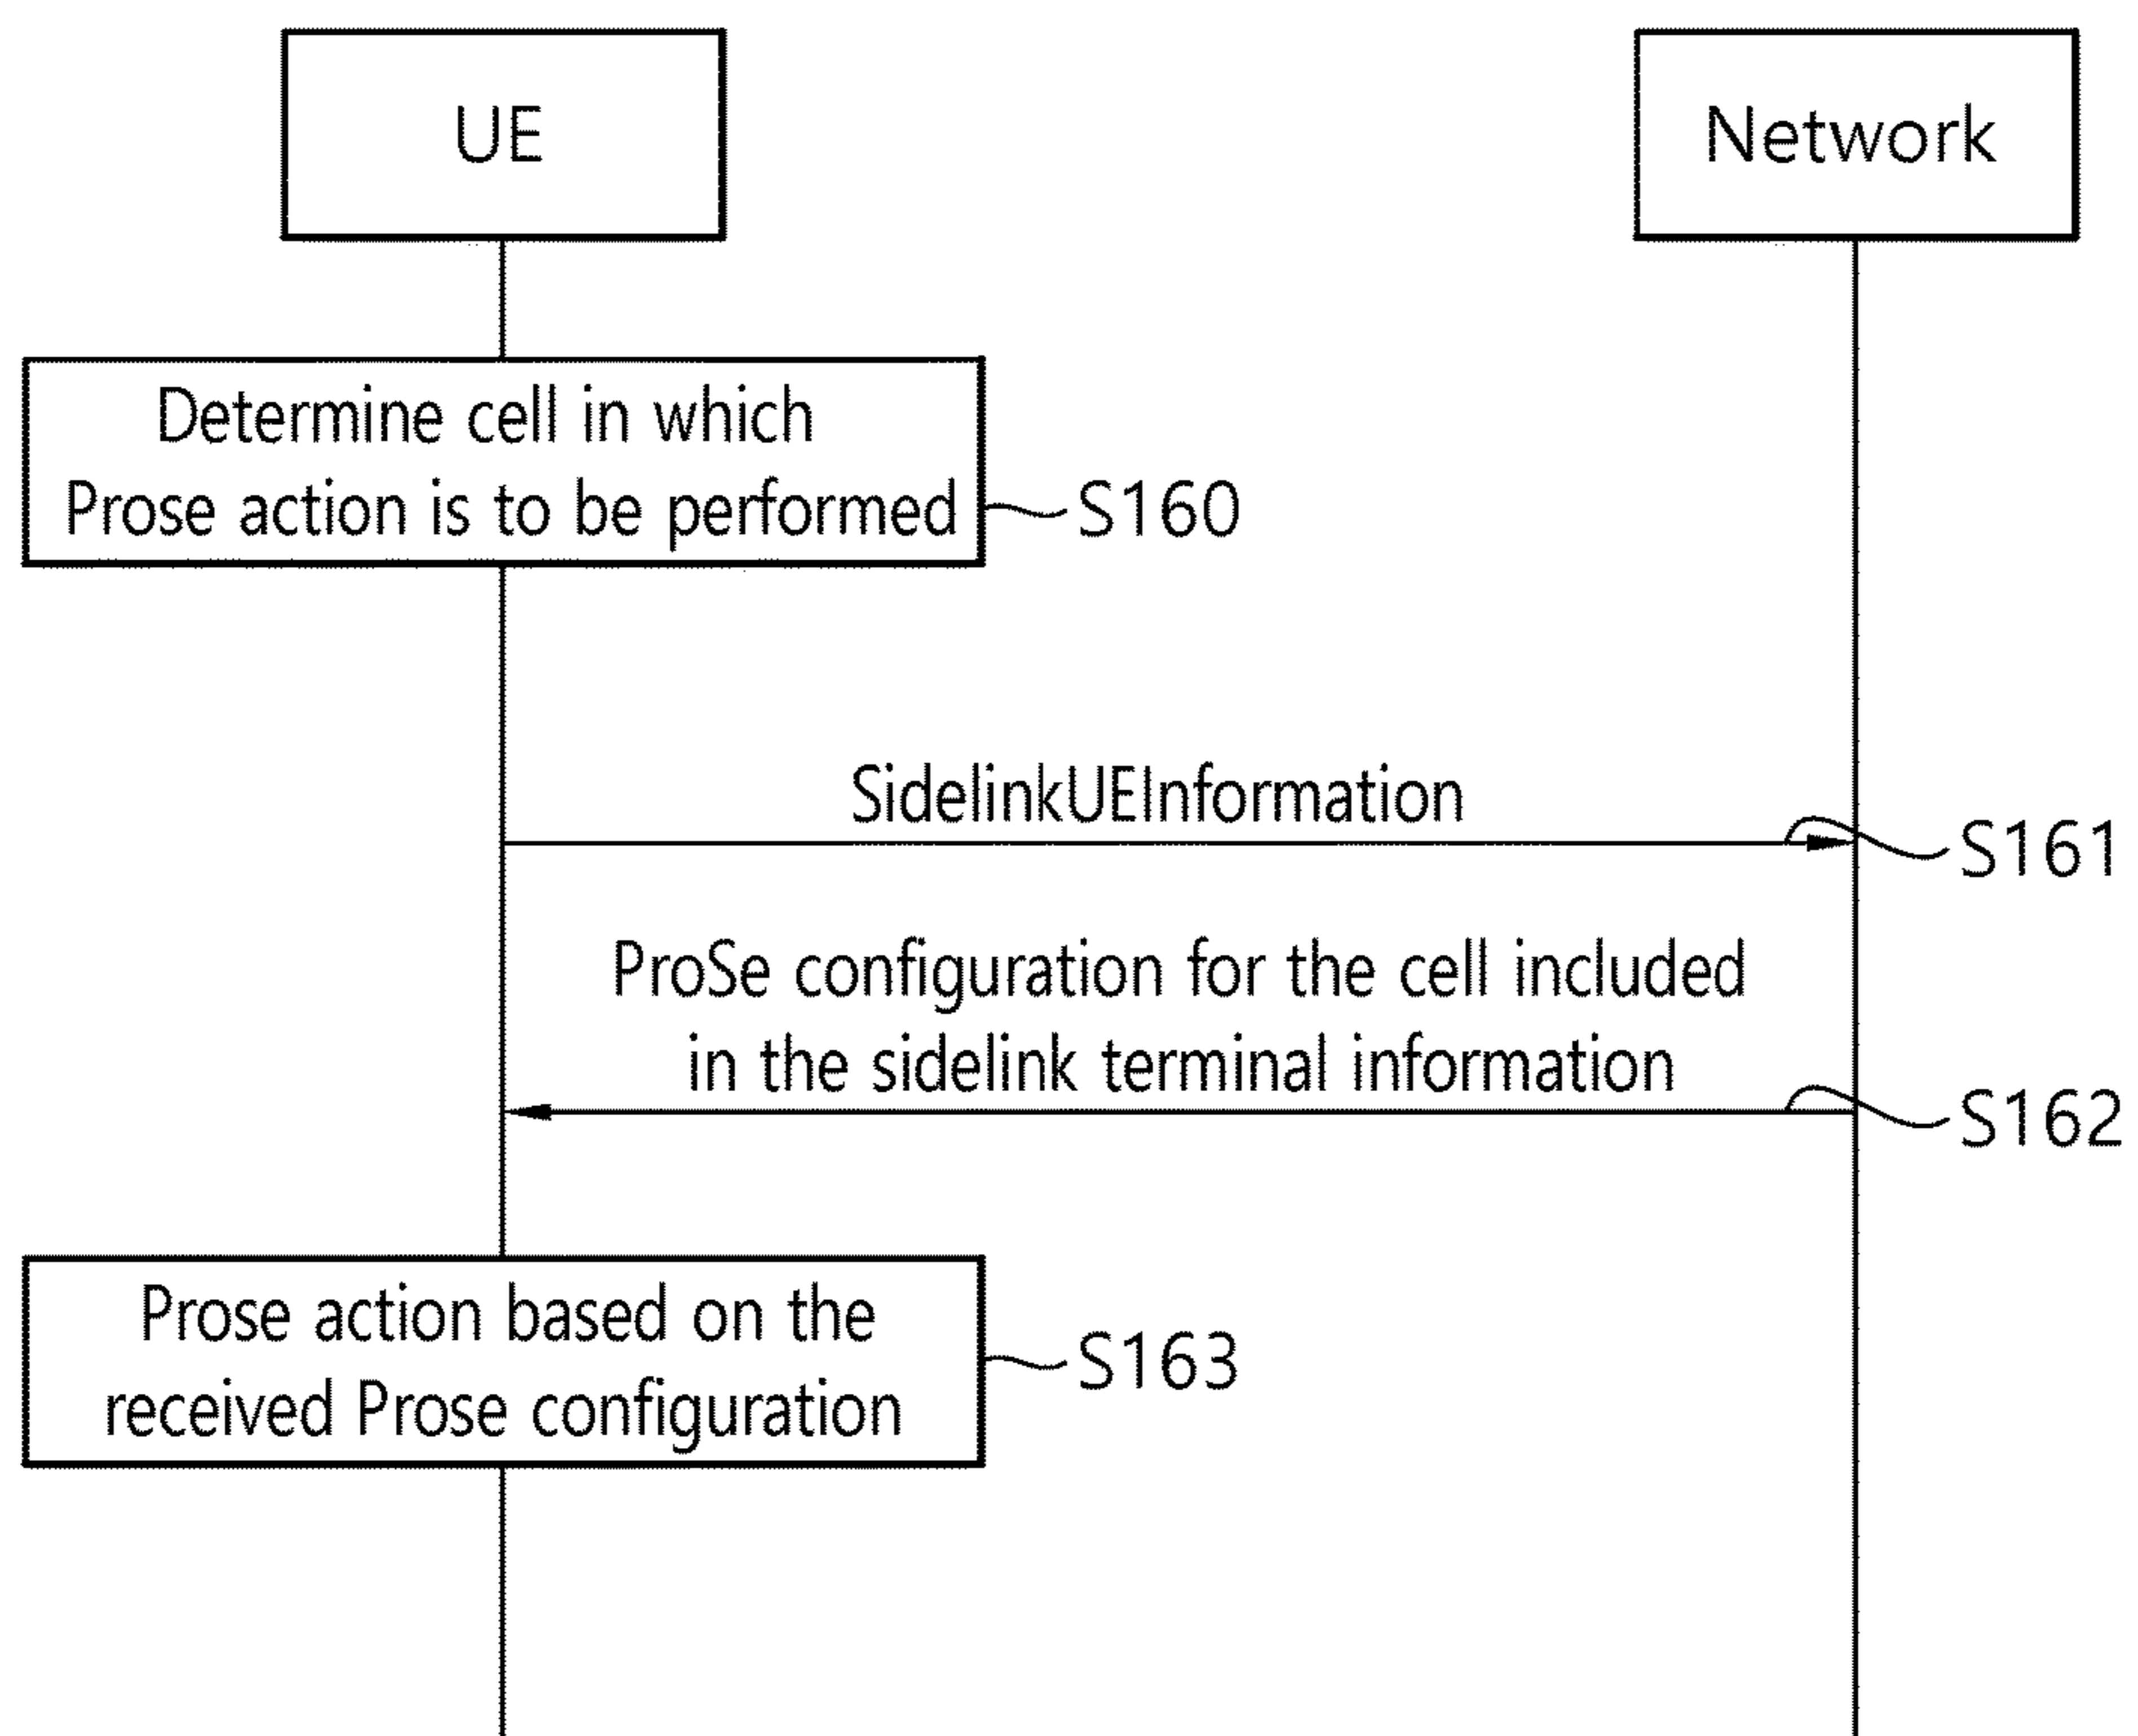 UE
Network
Determine cell in which
Prose action is to be performed
S160
SidelinkUEInformation
S161
ProSe configuration for the cell included
in the sidelink terminal information
S162
Prose action based on the
received Prose configuration
S163